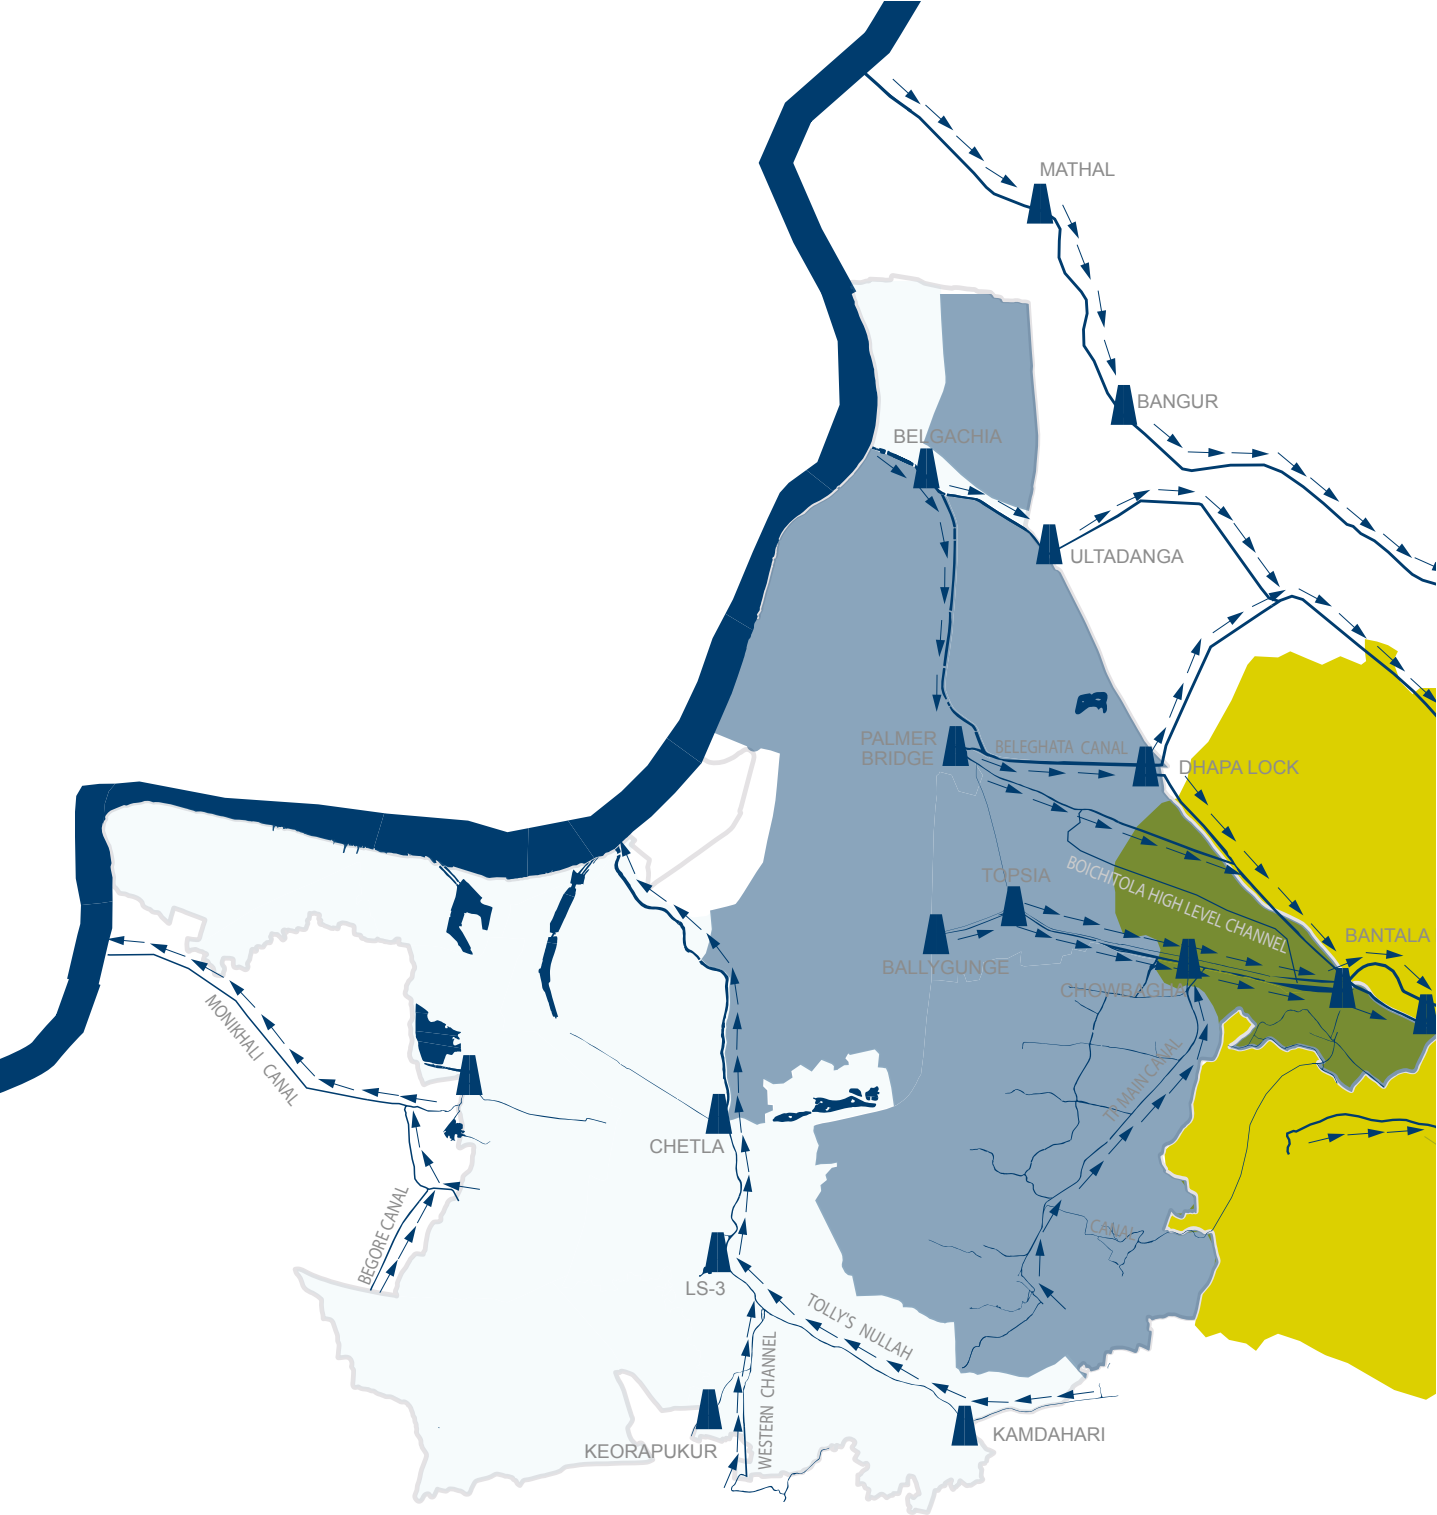 MATHAL
BANGUR
BELGACHIA
ULTADANGA
PALMER
BRIDGE
BELEGHATA CANAL
DHAPA LOCK
BOICHITOLA HIGH LEVEL CHANNEL
TOPSIA
BANTALA
BALLYGUNGE
CHOWBAGHA
MONIKHALI CANAL
TP MAIN CANAL
CHETLA
BEGORE CANAL
CANAL
LS-3
TOLLY'S NULLAH
WESTERN CHANNEL
KEORAPUKUR
KAMDAHARI